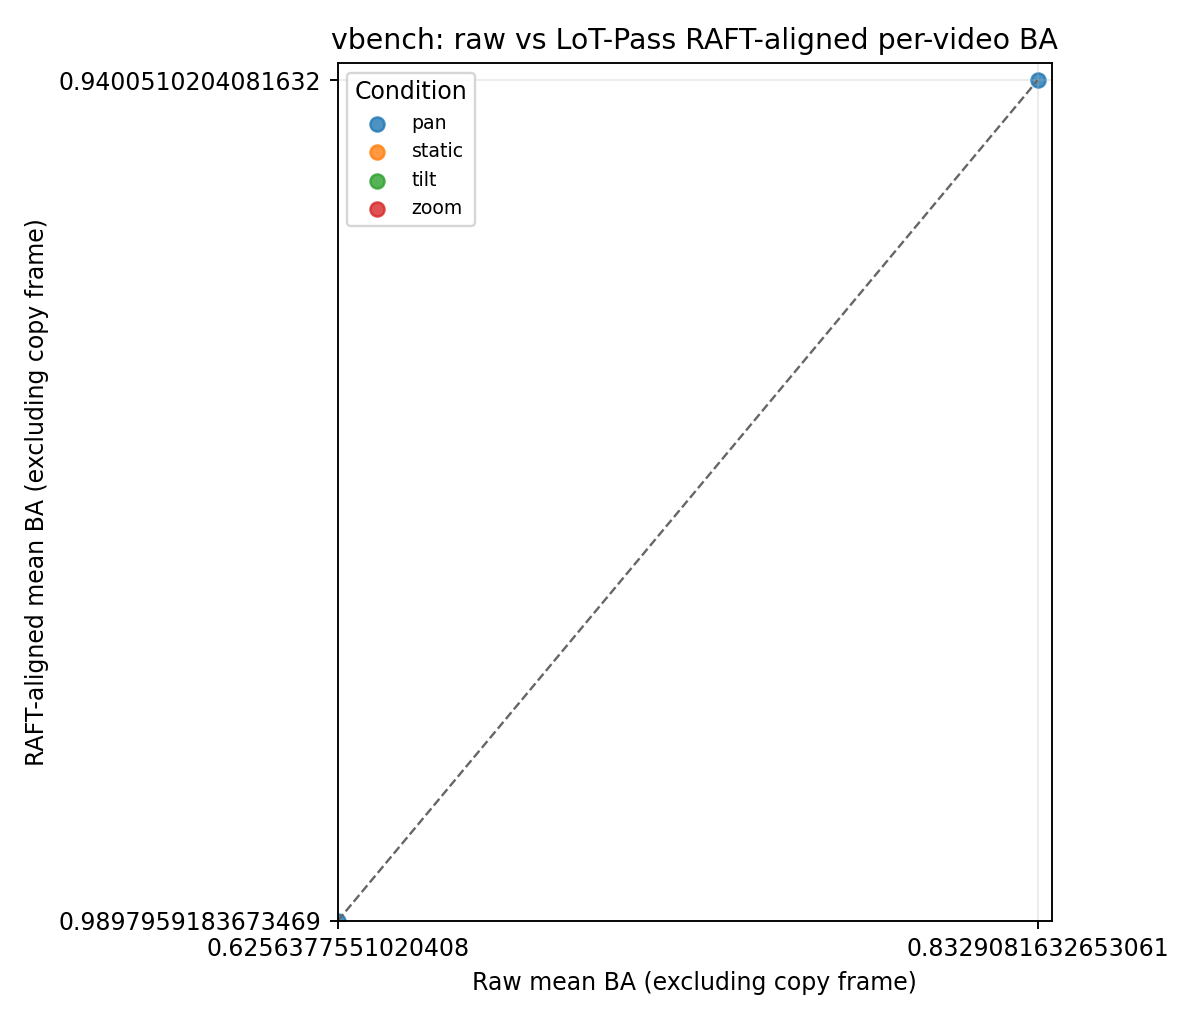 vbench: raw vs LoT-Pass RAFT-aligned per-video BA
0.9400510204081632
Condition
pan
static
tilt
zoom
RAFT-aligned mean BA (excluding copy frame)
0.9897959183673469
0.6256377551020408
0.8329081632653061
Raw mean BA (excluding copy frame)